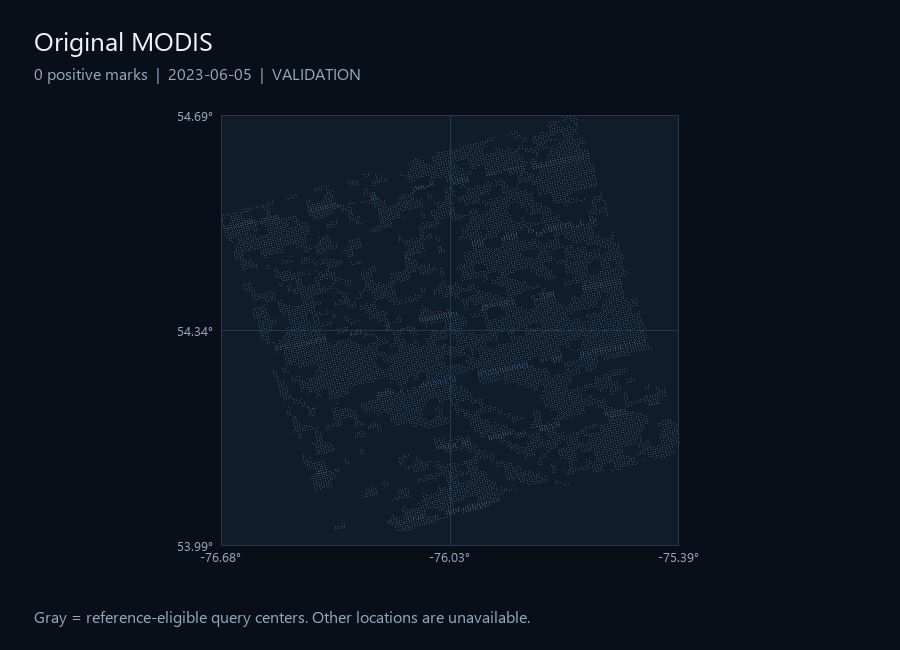 Original MODIS
0 positive marks | 2023-06-05 | VALIDATION
54.69°
54.34°
53.99°
-76.68°
-76.03°
-75.39°
Gray = reference-eligible query centers. Other locations are unavailable.